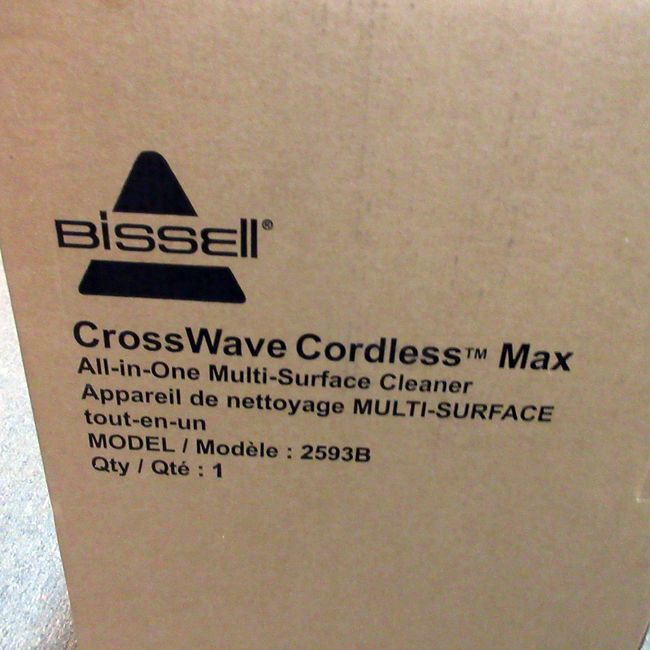 BISSELL®
CrossWave Cordless™ Max
All-in-One Multi-Surface Cleaner
Appareil de nettoyage MULTI-SURFACE
tout-en-un
MODEL / Modèle : 2593B
Qty / Qté : 1